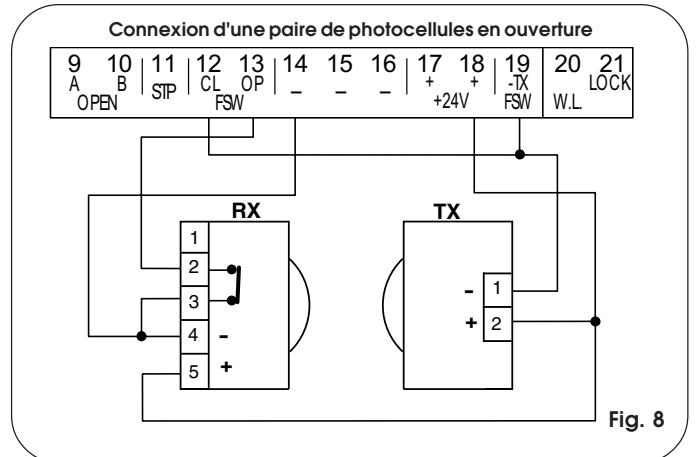 Connexion d'une paire de photocellules en ouverture
9 10 11 12 13 14 15 16 17 18 19 20 21
A B STP CL OP – – – + + -TX LOCK
OPEN FSW +24V FSW W.L.
RX TX
1
2
3
4 -
5 +
- 1
+ 2
Fig. 8